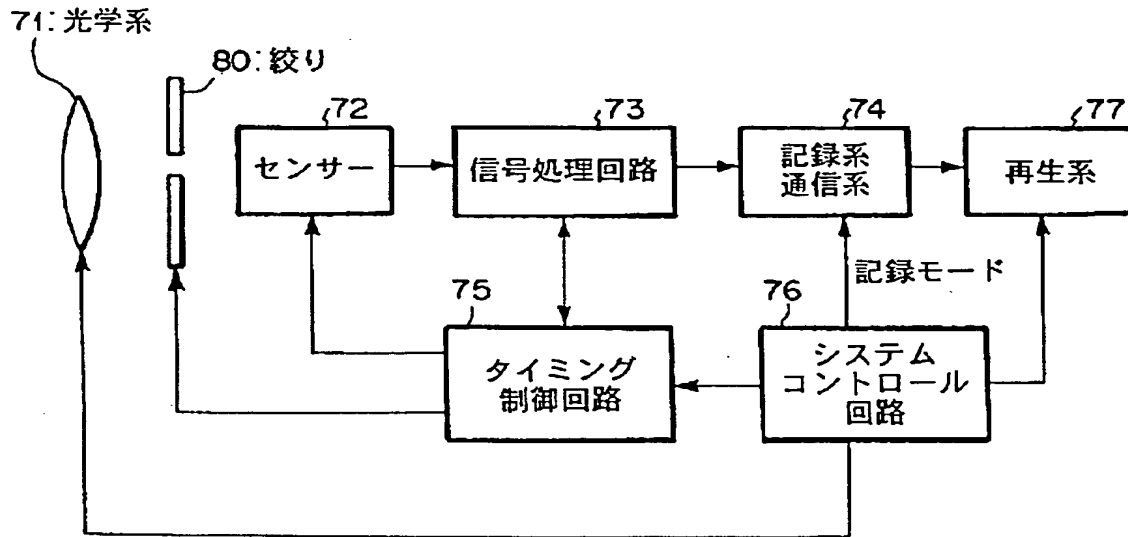 71:光学系
80:絞り
72
センサー
73
信号処理回路
74
記録系
通信系
77
再生系
記録モード
75
タイミング
制御回路
76
システム
コントロール
回路